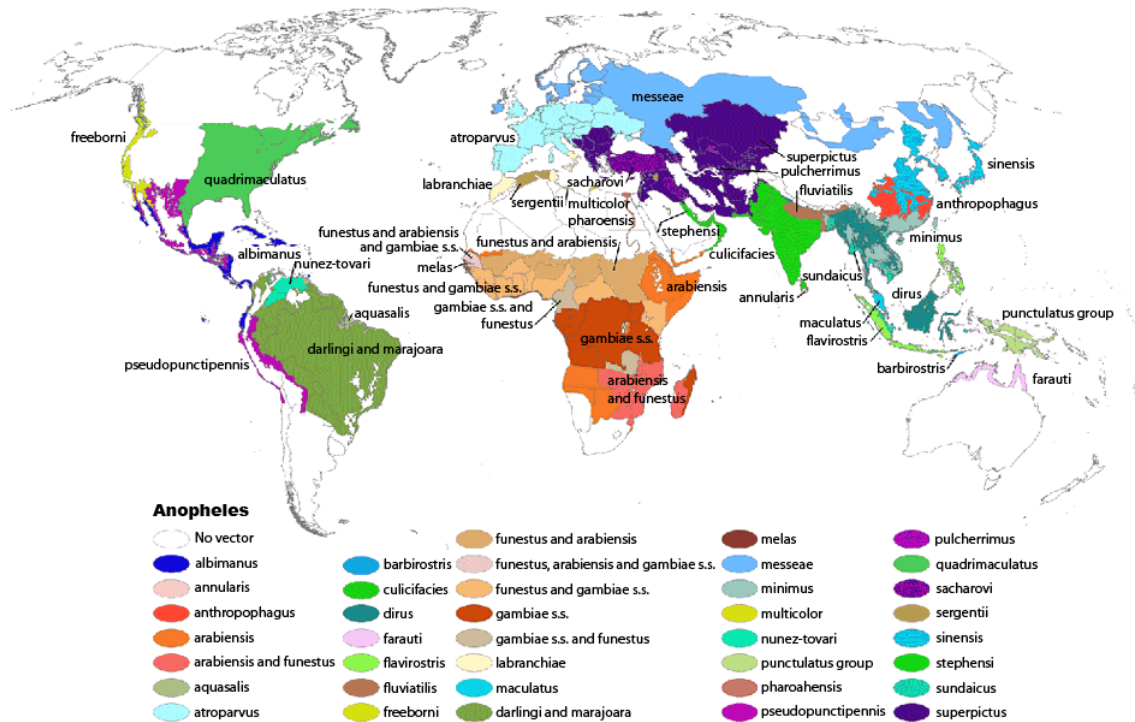 messeae
freeborni
atroparvus
quadrimaculatus
superpictus
pulcherrimus
sinensis
labranchiae
sacharovi
fluviatilis
sergentii
multicolor
pharoensis
anthropophagus
stephensi
funestus and arabiensis
and gambiae s.s.
funestus and arabiensis
minimus
albimanus
nunez-tovari
culicifacies
melas
sundaicus
funestus and gambiae s.s.
arabiensis
dirus
annularis
gambiae s.s. and
funestus
aquasalis
maculatus
punctulatus group
darlingi and marajoara
gambiae s.s.
flavirostris
pseudopunctipennis
barbirostris
arabiensis
and funestus
farauti
Anopheles
No vector
albimanus
annularis
anthropophagus
arabiensis
arabiensis and funestus
aquasalis
atroparvus
barbirostris
culicifacies
dirus
farauti
flavirostris
fluviatilis
freeborni
funestus and arabiensis
funestus, arabiensis and gambiae s.s.
funestus and gambiae s.s.
gambiae s.s.
gambiae s.s. and funestus
labranchiae
maculatus
darlingi and marajoara
melas
messeae
minimus
multicolor
nunez-tovari
punctulatus group
pharoahensis
pseudopunctipennis
pulcherrimus
quadrimaculatus
sacharovi
sergentii
sinensis
stephensi
sundaicus
superpictus